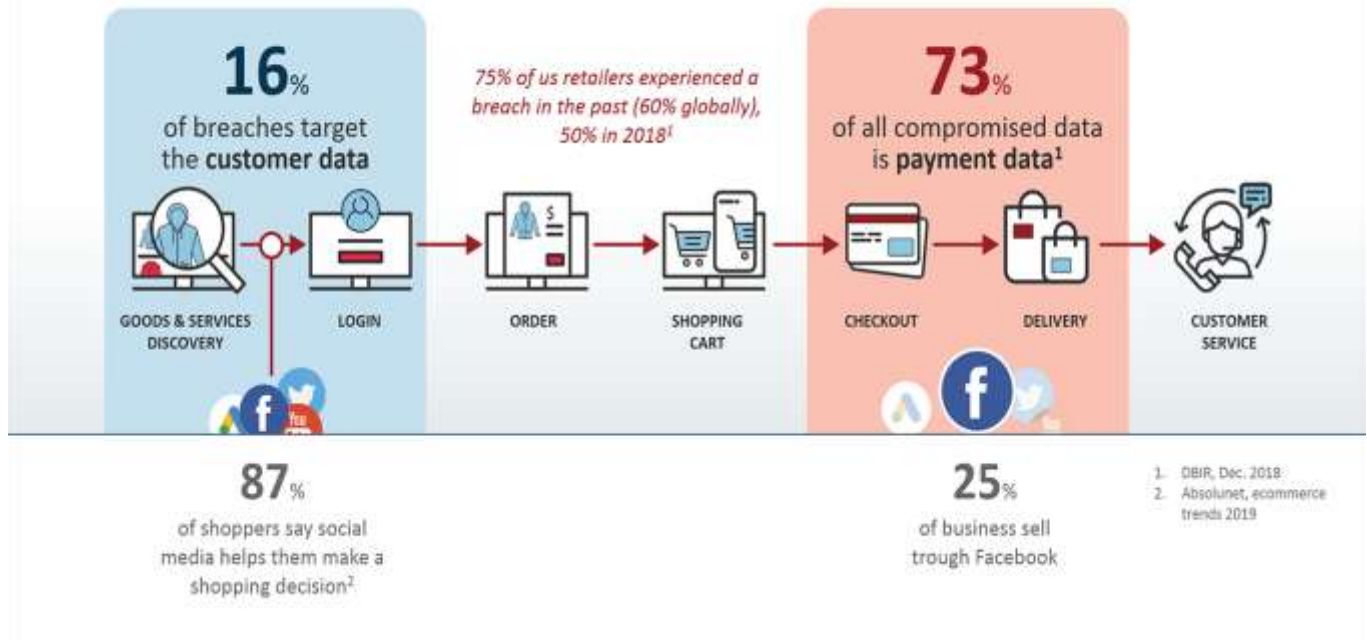 16%
of breaches target
the customer data
75% of us retailers experienced a
breach in the past (60% globally),
50% in 2018¹
73%
of all compromised data
is payment data¹
$
GOODS & SERVICES
DISCOVERY
LOGIN
ORDER
SHOPPING
CART
CHECKOUT
DELIVERY
CUSTOMER
SERVICE
f
You
f
87%
of shoppers say social
media helps them make a
shopping decision²
25%
of business sell
trough Facebook
1. DBIR, Dec. 2018
2. Absolunet, ecommerce
trends 2019